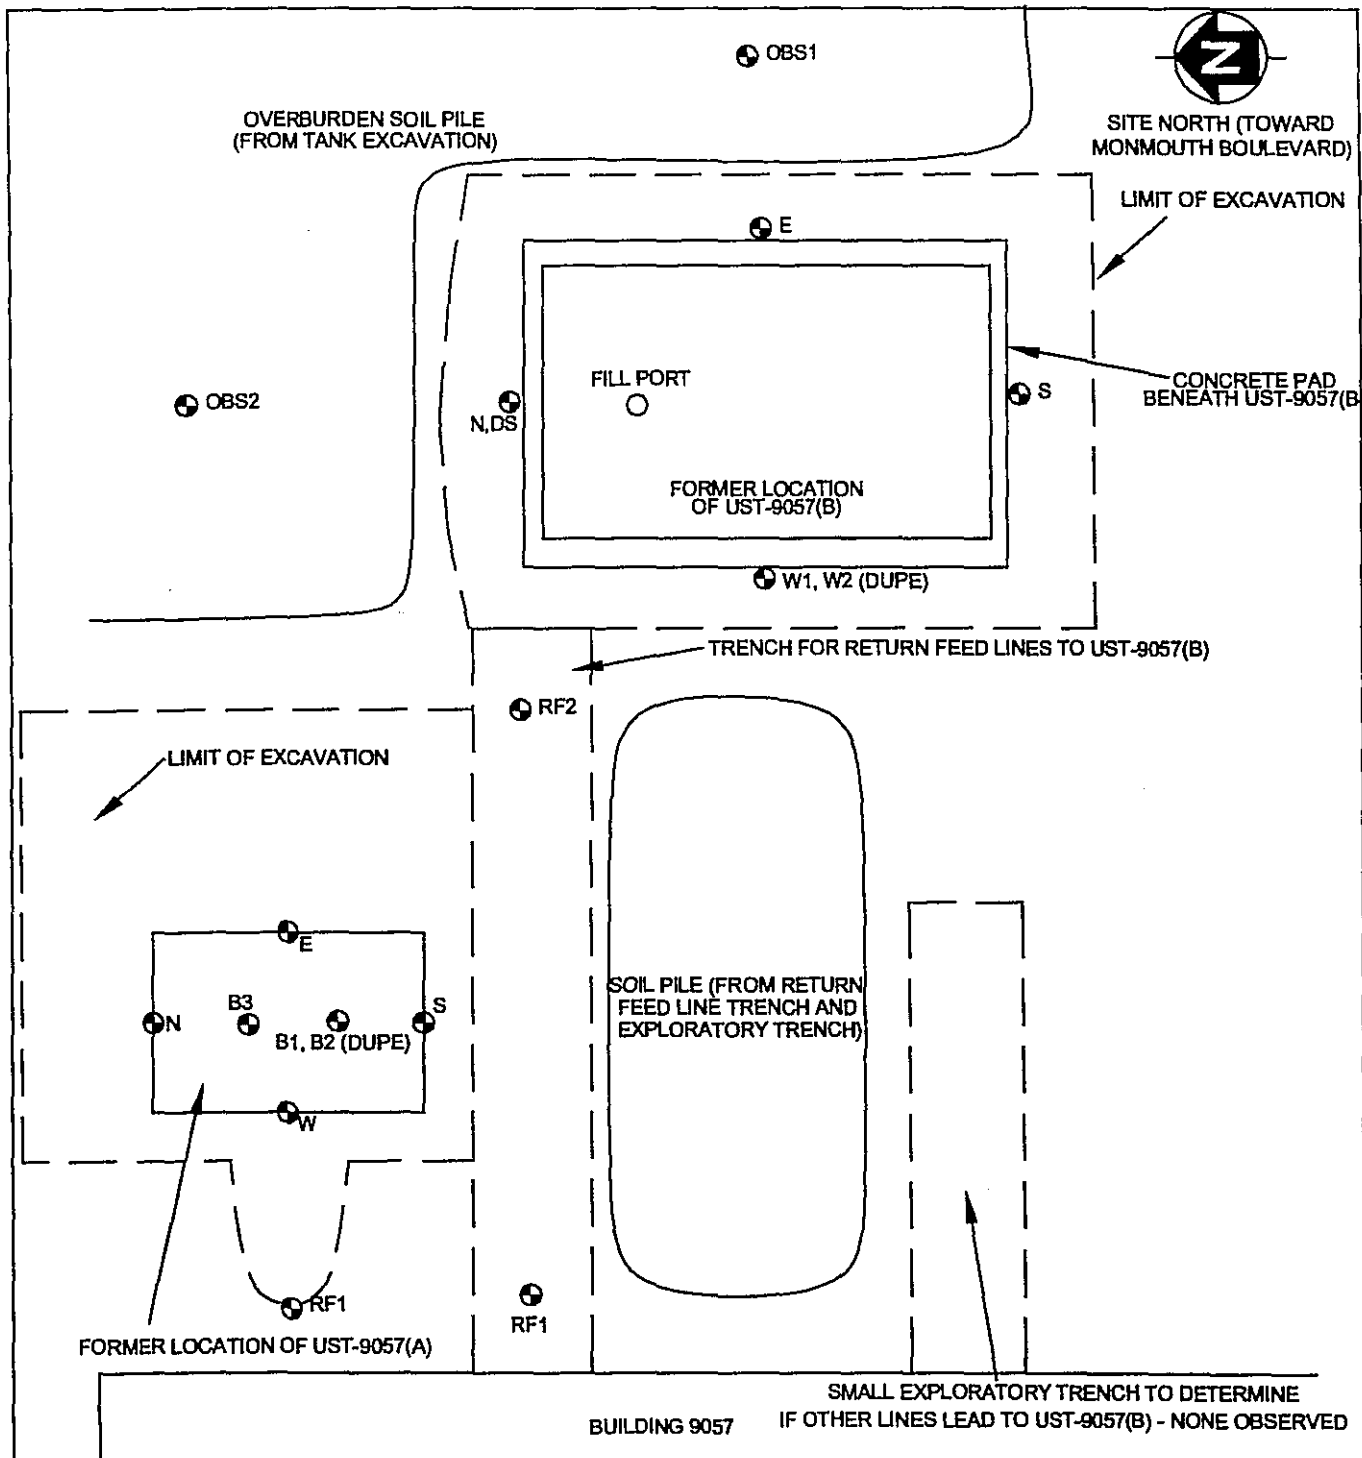 OBS1
N
OVERBURDEN SOIL PILE
(FROM TANK EXCAVATION)
SITE NORTH (TOWARD
MONMOUTH BOULEVARD)
LIMIT OF EXCAVATION
E
FILL PORT
CONCRETE PAD
BENEATH UST-9057(B
OBS2
N,DS
S
FORMER LOCATION
OF UST-9057(B)
W1, W2 (DUPE)
TRENCH FOR RETURN FEED LINES TO UST-9057(B)
RF2
LIMIT OF EXCAVATION
E
SOIL PILE (FROM RETURN
FEED LINE TRENCH AND
EXPLORATORY TRENCH)
B3
S
N
B1, B2 (DUPE)
W
RF1
RF1
FORMER LOCATION OF UST-9057(A)
SMALL EXPLORATORY TRENCH TO DETERMINE
IF OTHER LINES LEAD TO UST-9057(B) - NONE OBSERVED
BUILDING 9057